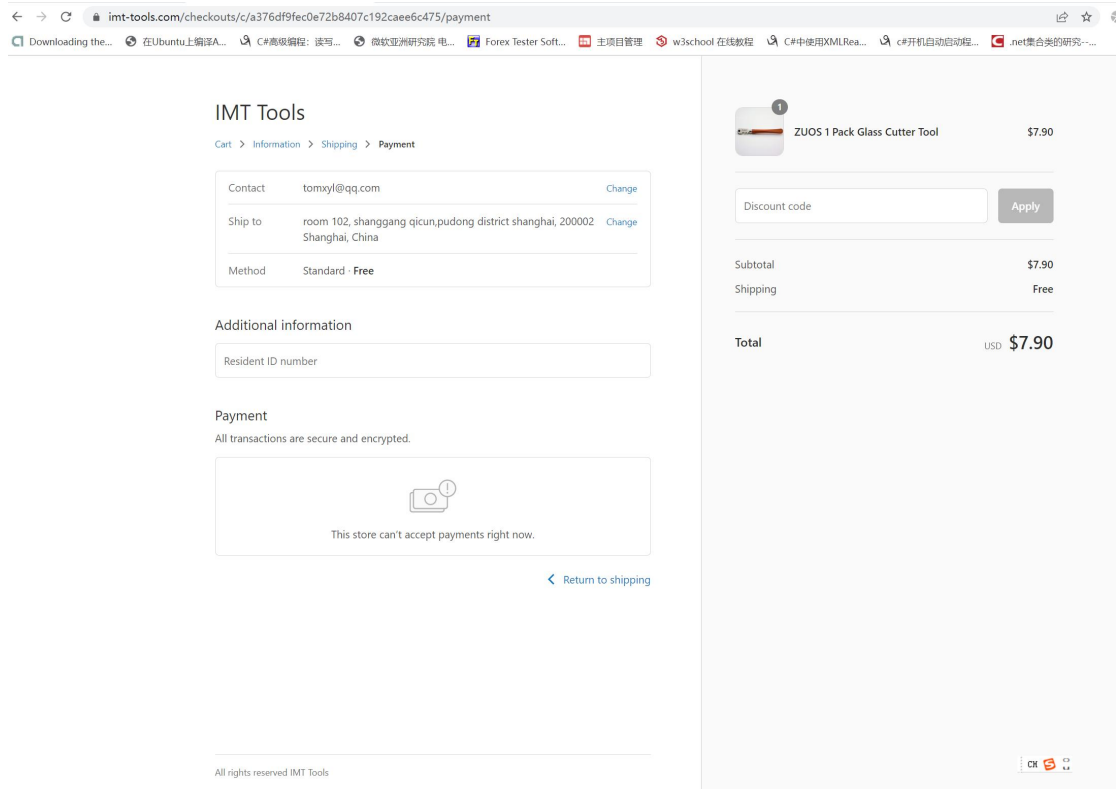 imt-tools.com/checkouts/c/a376df9fec0e72b8407c192caee6c475/payment
Downloading the... 在Ubuntu上编译A... C#高级编程：读写... 微软亚洲研究院 电... Forex Tester Soft... 主项目管理 w3school 在线教程 C#中使用XMLRea... c#开机自动启动程... .net集合类的研究--...
IMT Tools
Cart > Information > Shipping > Payment
Contact tomxyl@qq.com Change
Ship to room 102, shanggang qicun,pudong district shanghai, 200002 Change
Shanghai, China
Method Standard · Free
Additional information
Resident ID number
Payment
All transactions are secure and encrypted.
This store can't accept payments right now.
Return to shipping
All rights reserved IMT Tools
1
ZUOS 1 Pack Glass Cutter Tool $7.90
Discount code Apply
Subtotal $7.90
Shipping Free
Total USD $7.90
CH